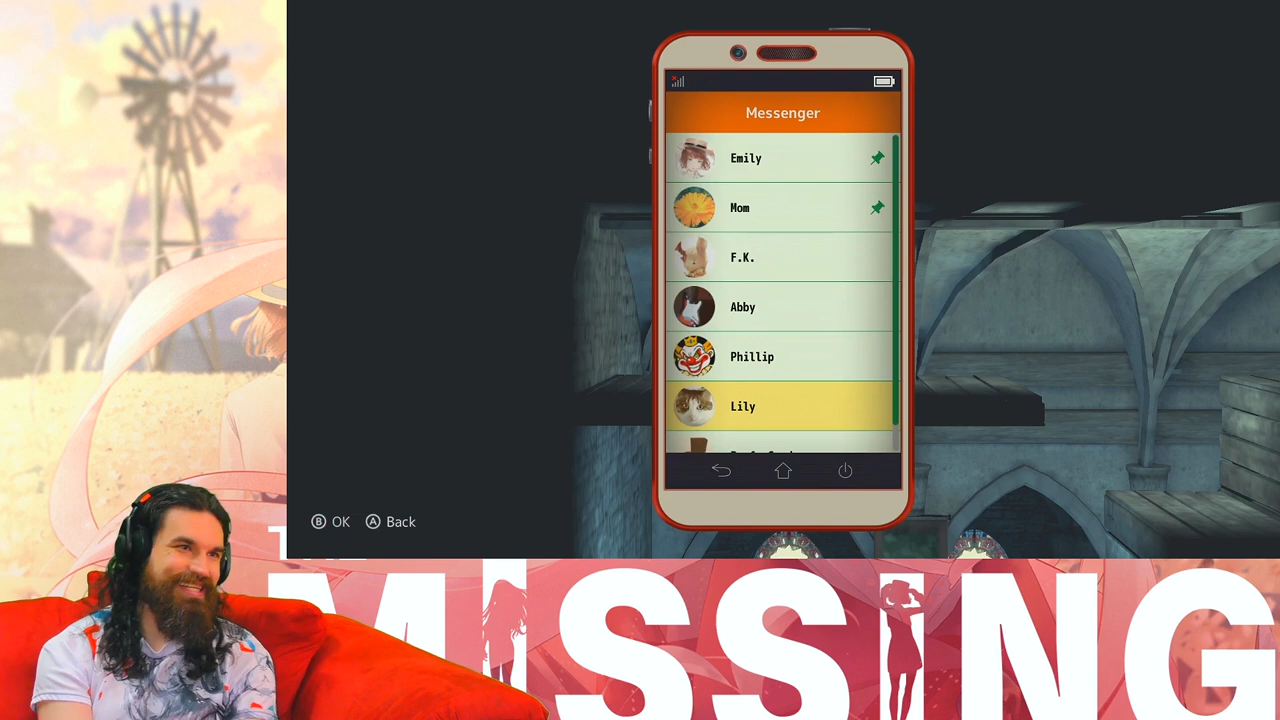 Messenger
Emily
Mom
F.K.
Abby
Phillip
Lily
B OK A Back
MISSING